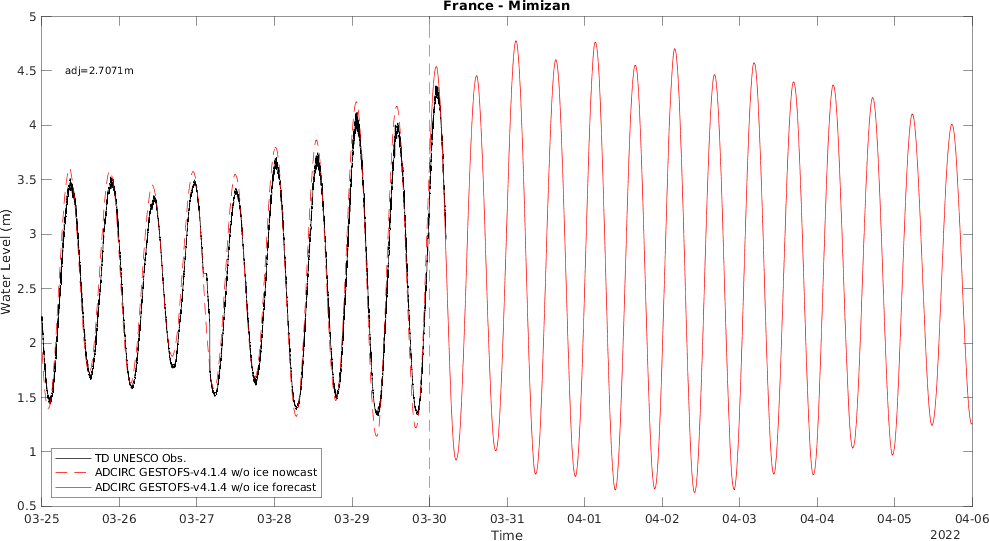 France - Mimizan
5
4.5
adj=2.7071m
4
3.5
3
2.5
2
1.5
1
0.5
Water Level (m)
TD UNESCO Obs.
ADCIRC GESTOFS-v4.1.4 w/o ice nowcast
ADCIRC GESTOFS-v4.1.4 w/o ice forecast
03-25 03-26 03-27 03-28 03-29 03-30 03-31 04-01 04-02 04-03 04-04 04-05 04-06
Time
2022